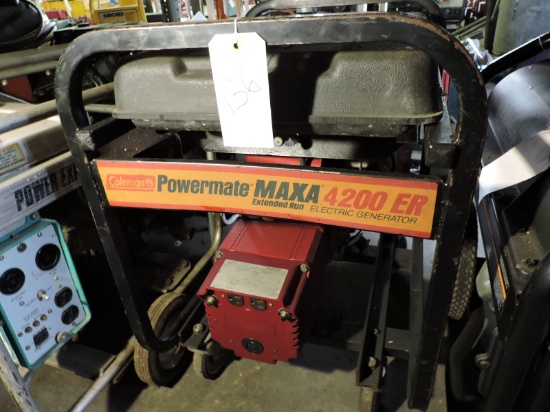 156
Coleman Powermate MAXA 4200 ER
Extended Run ELECTRIC GENERATOR
POWER